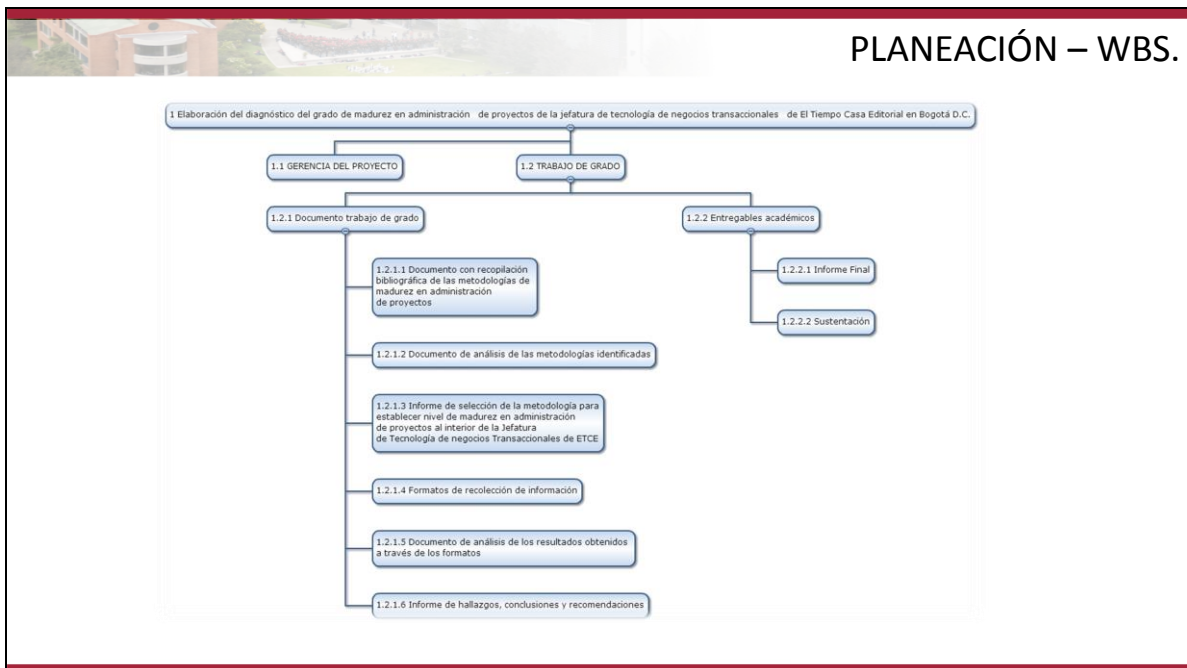 PLANEACIÓN – WBS.
1 Elaboración del diagnóstico del grado de madurez en administración de proyectos de la jefatura de tecnología de negocios transaccionales de El Tiempo Casa Editorial en Bogotá D.C.
1.1 GERENCIA DEL PROYECTO
1.2 TRABAJO DE GRADO
1.2.1 Documento trabajo de grado
1.2.1.1 Documento con recopilación
bibliográfica de las metodologías de
madurez en administración
de proyectos
1.2.1.2 Documento de análisis de las metodologías identificadas
1.2.1.3 Informe de selección de la metodología para
establecer nivel de madurez en administración
de proyectos al interior de la Jefatura
de Tecnología de negocios Transaccionales de ETCE
1.2.1.4 Formatos de recolección de información
1.2.1.5 Documento de análisis de los resultados obtenidos
a través de los formatos
1.2.1.6 Informe de hallazgos, conclusiones y recomendaciones
1.2.2 Entregables académicos
1.2.2.1 Informe Final
1.2.2.2 Sustentación